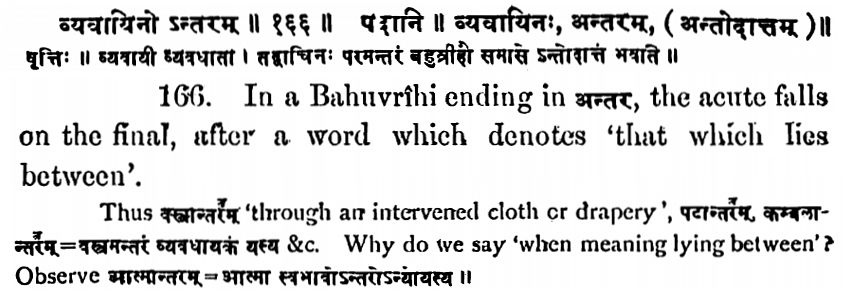 व्यवायिनो ऽन्तरम् ॥ १६६ ॥ पदानि ॥ व्यवायिनः, अन्तरम्, ( अन्तोदात्तम् ) ॥
वृत्तिः ॥ व्यवायी व्यवधाता । तद्वाचिनः परमन्तरं बहुव्रीहौ समासे ऽन्तोदात्तं भवति ॥
166. In a Bahuvrîhi ending in अन्तर, the acute falls
on the final, after a word which denotes 'that which lies
between'.
Thus वस्त्रान्तरम् 'through an intervened cloth or drapery', पटान्तरम्, कम्बला-
न्तरम्=वस्त्रमन्तरं व्यवधायकं यस्य &c. Why do we say 'when meaning lying between'?
Observe आत्मान्तरम्=आत्मा स्वभावोऽन्तरोऽन्योयस्य ॥